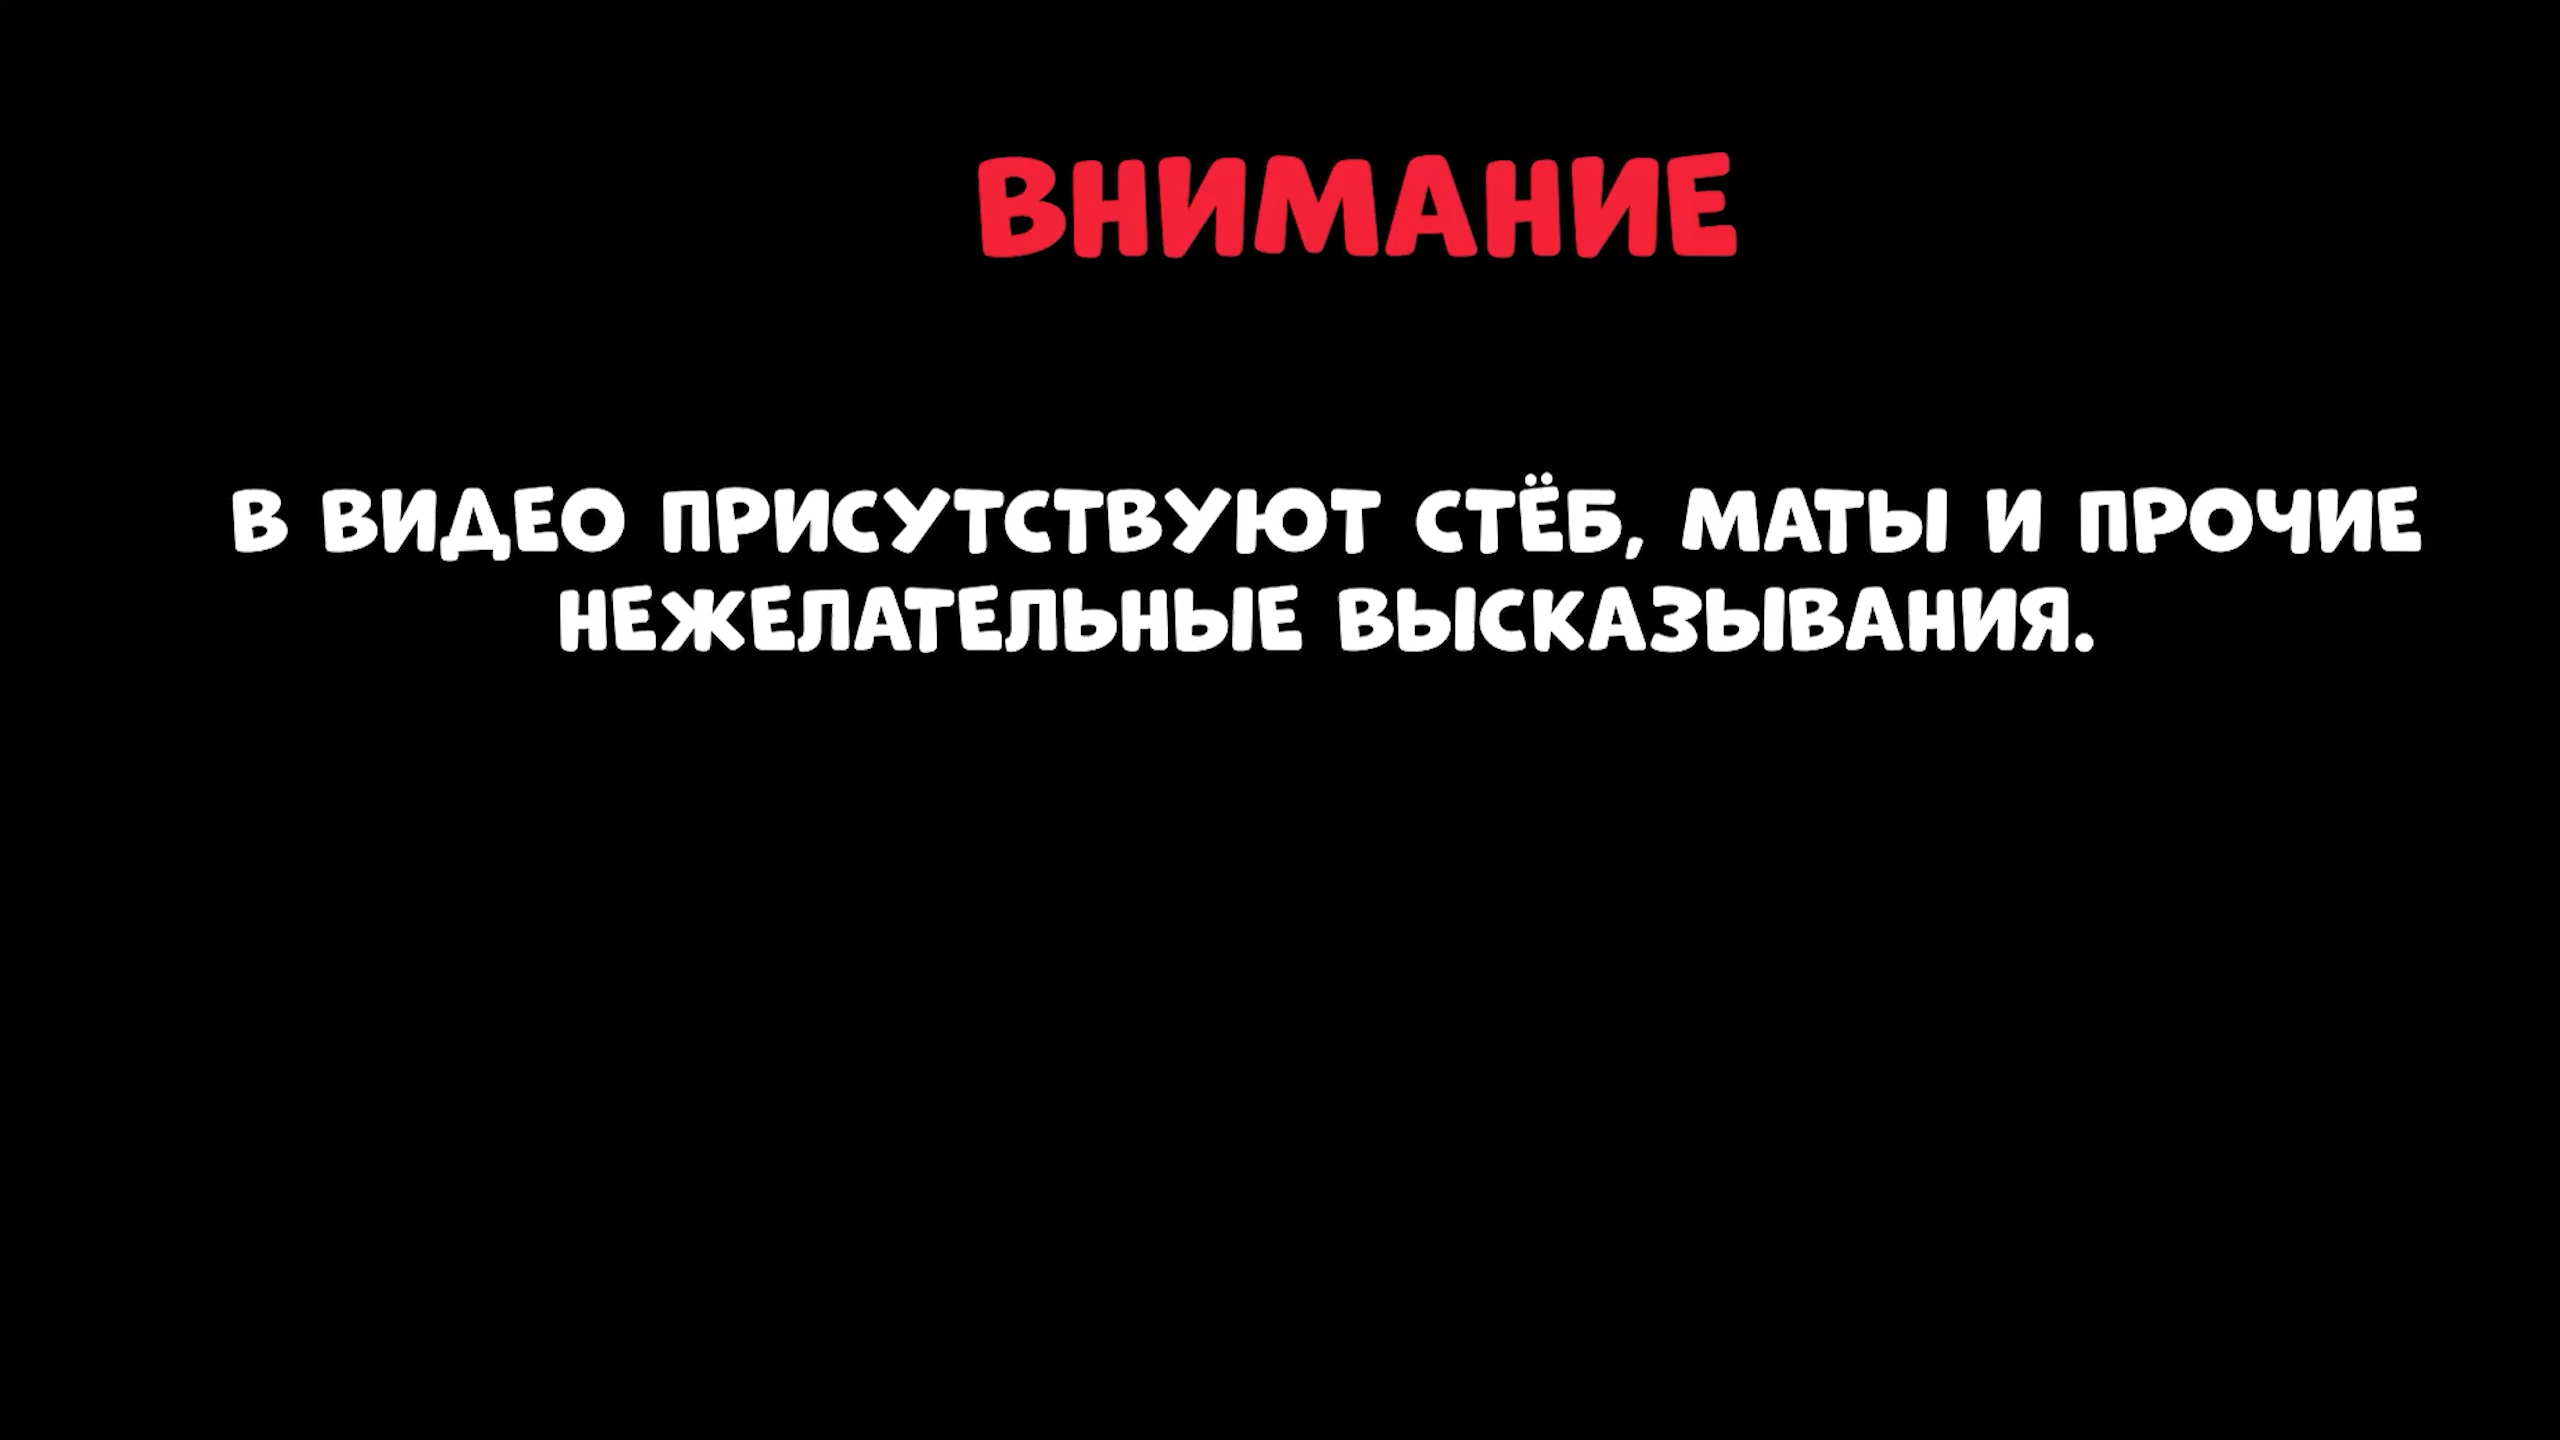 ВНИМАНИЕ
В ВИДЕО ПРИСУТСТВУЮТ СТЁБ, МАТЫ И ПРОЧИЕ
НЕЖЕЛАТЕЛЬНЫЕ ВЫСКАЗЫВАНИЯ.